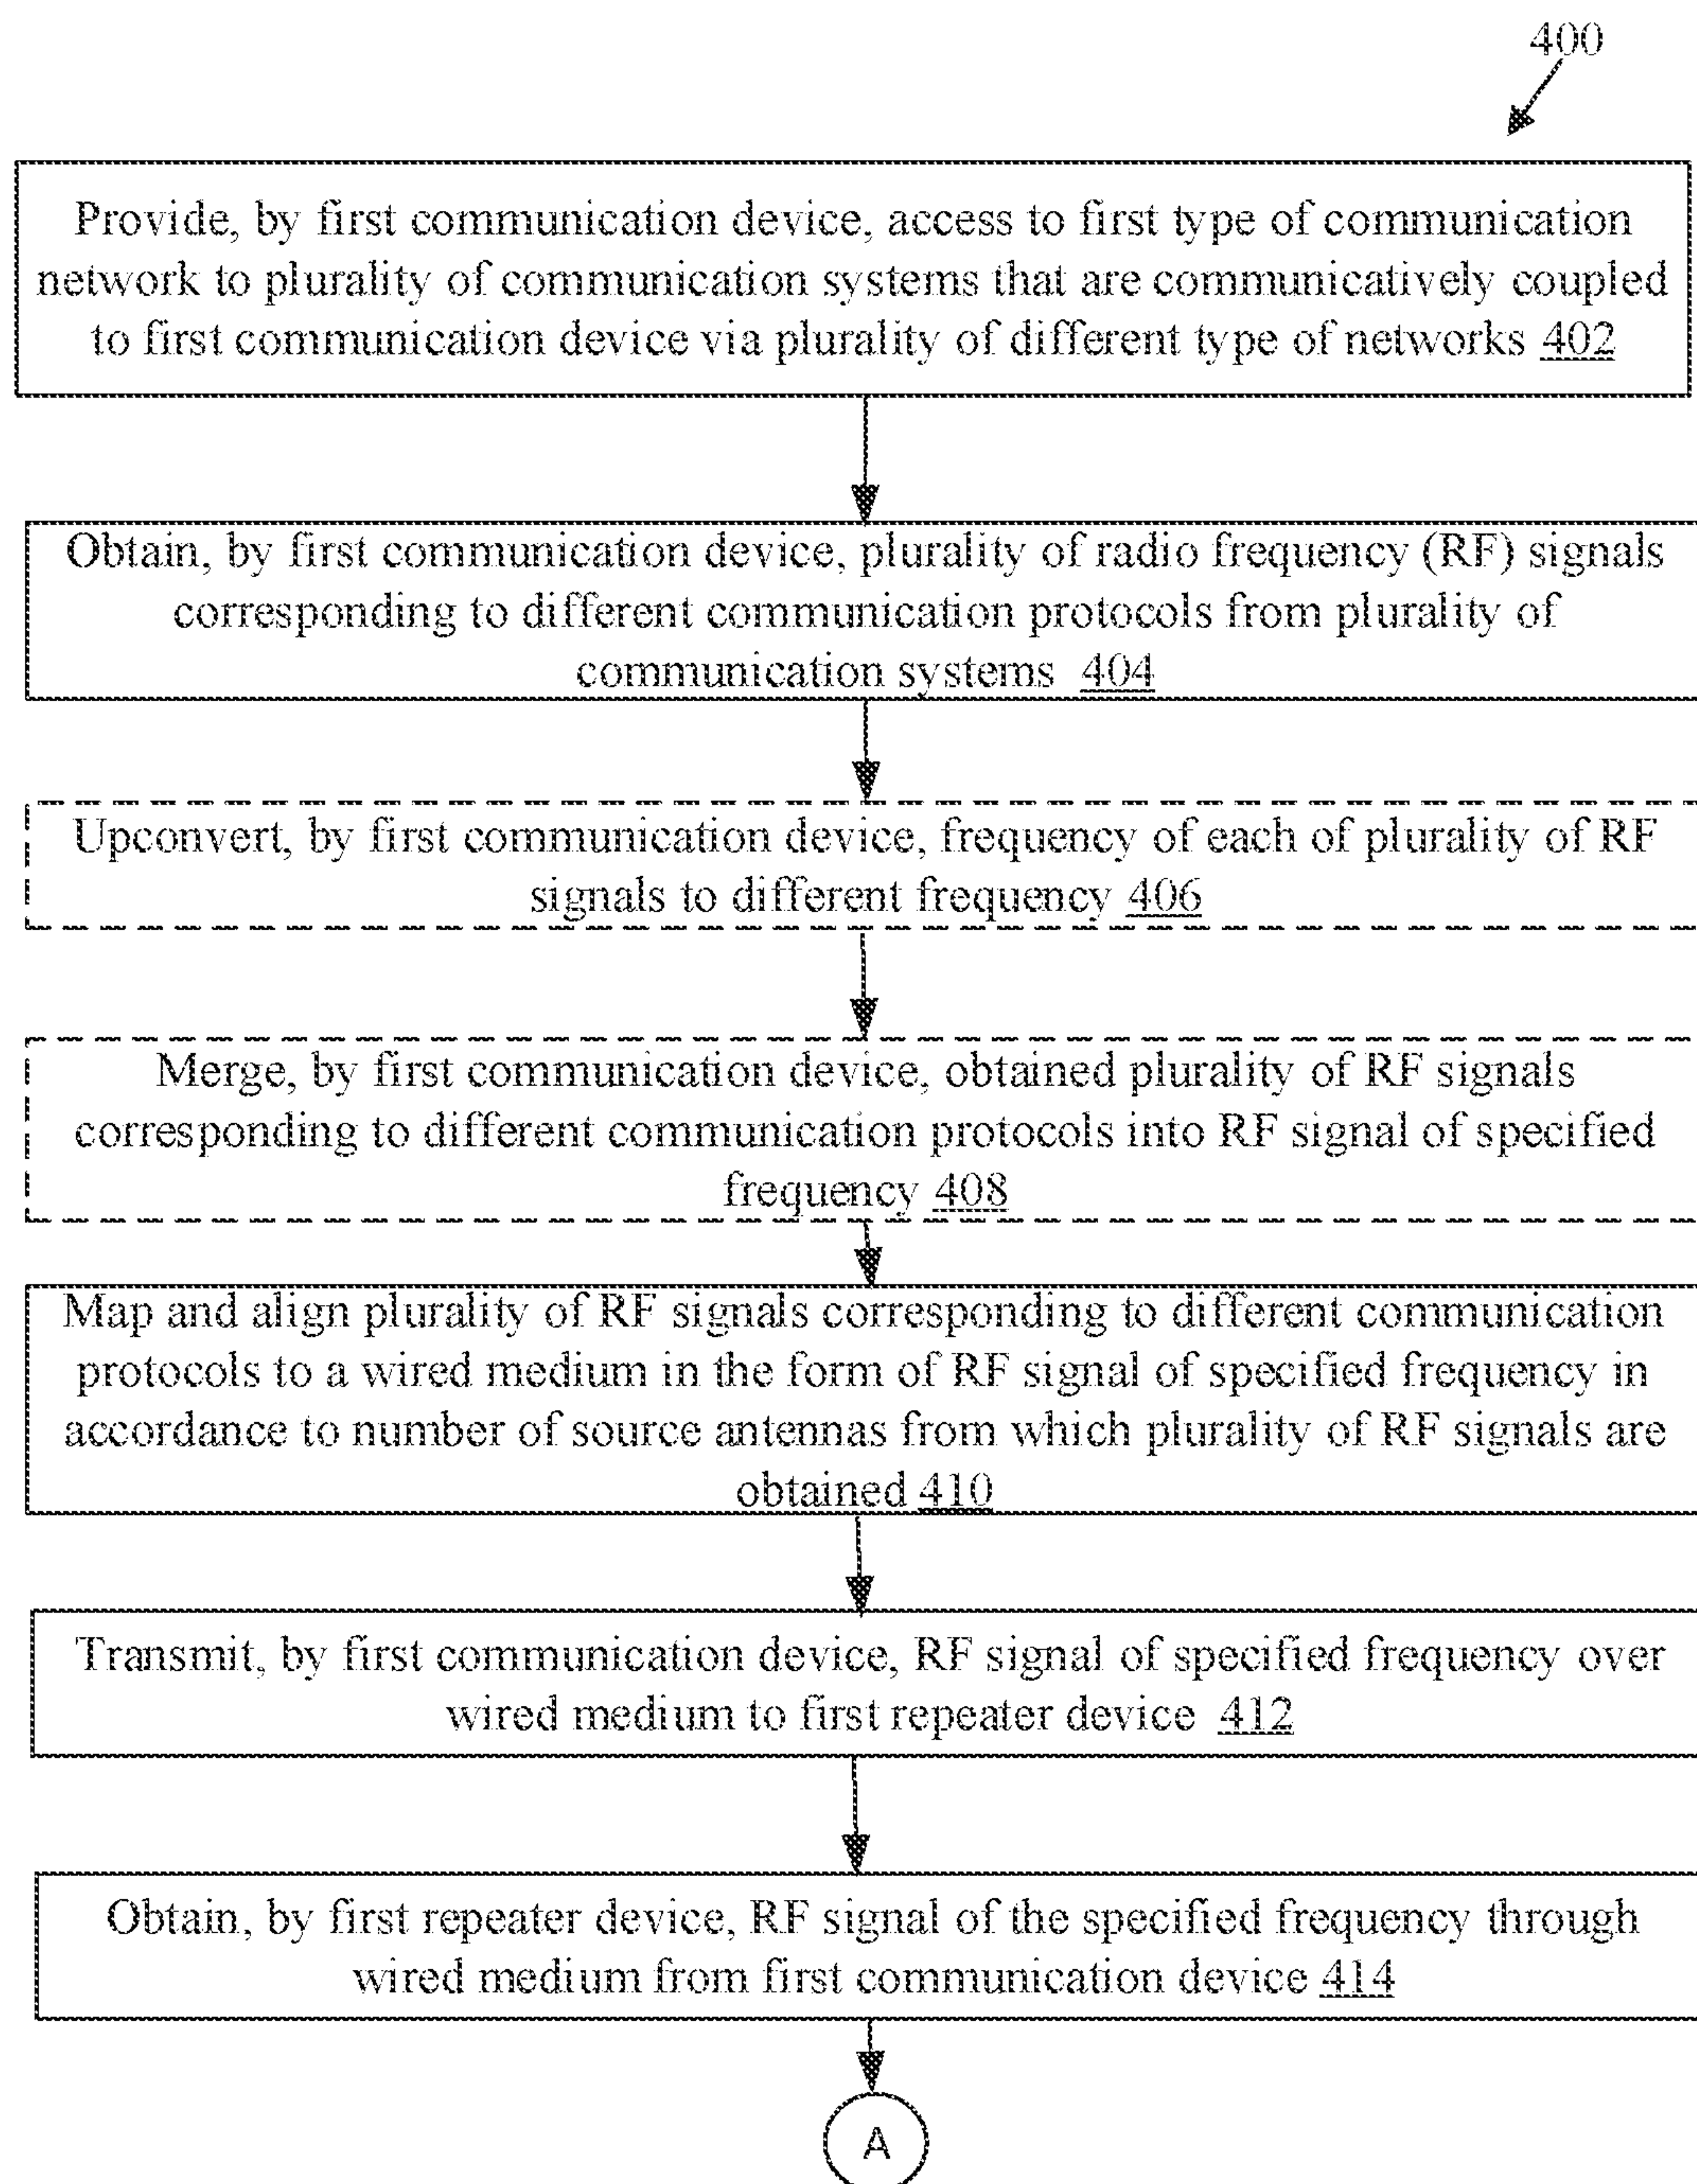 400
Provide, by first communication device, access to first type of communication
network to plurality of communication systems that are communicatively coupled
to first communication device via plurality of different type of networks 402
Obtain, by first communication device, plurality of radio frequency (RF) signals
corresponding to different communication protocols from plurality of
communication systems 404
Upconvert, by first communication device, frequency of each of plurality of RF
signals to different frequency 406
Merge, by first communication device, obtained plurality of RF signals
corresponding to different communication protocols into RF signal of specified
frequency 408
Map and align plurality of RF signals corresponding to different communication
protocols to a wired medium in the form of RF signal of specified frequency in
accordance to number of source antennas from which plurality of RF signals are
obtained 410
Transmit, by first communication device, RF signal of specified frequency over
wired medium to first repeater device 412
Obtain, by first repeater device, RF signal of the specified frequency through
wired medium from first communication device 414
A